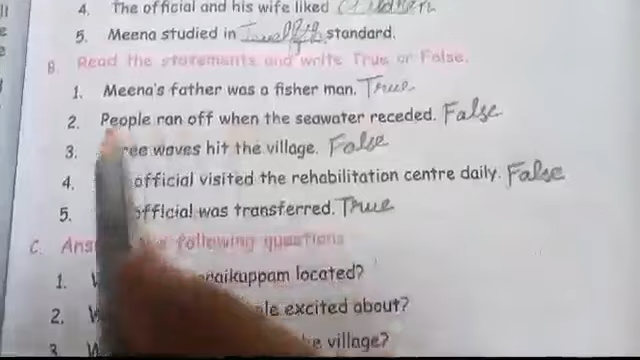 4. The official and his wife liked children
5. Meena studied in Twelfth standard.
B. Read the statements and write True or False.
1. Meena's father was a fisher man. True
2. People ran off when the seawater receded. False
3. ree waves hit the village. False
4. official visited the rehabilitation centre daily. False
5. official was transferred. True
C. Ans following questions
1. aikuppam located?
2. le excited about?
3. e village?